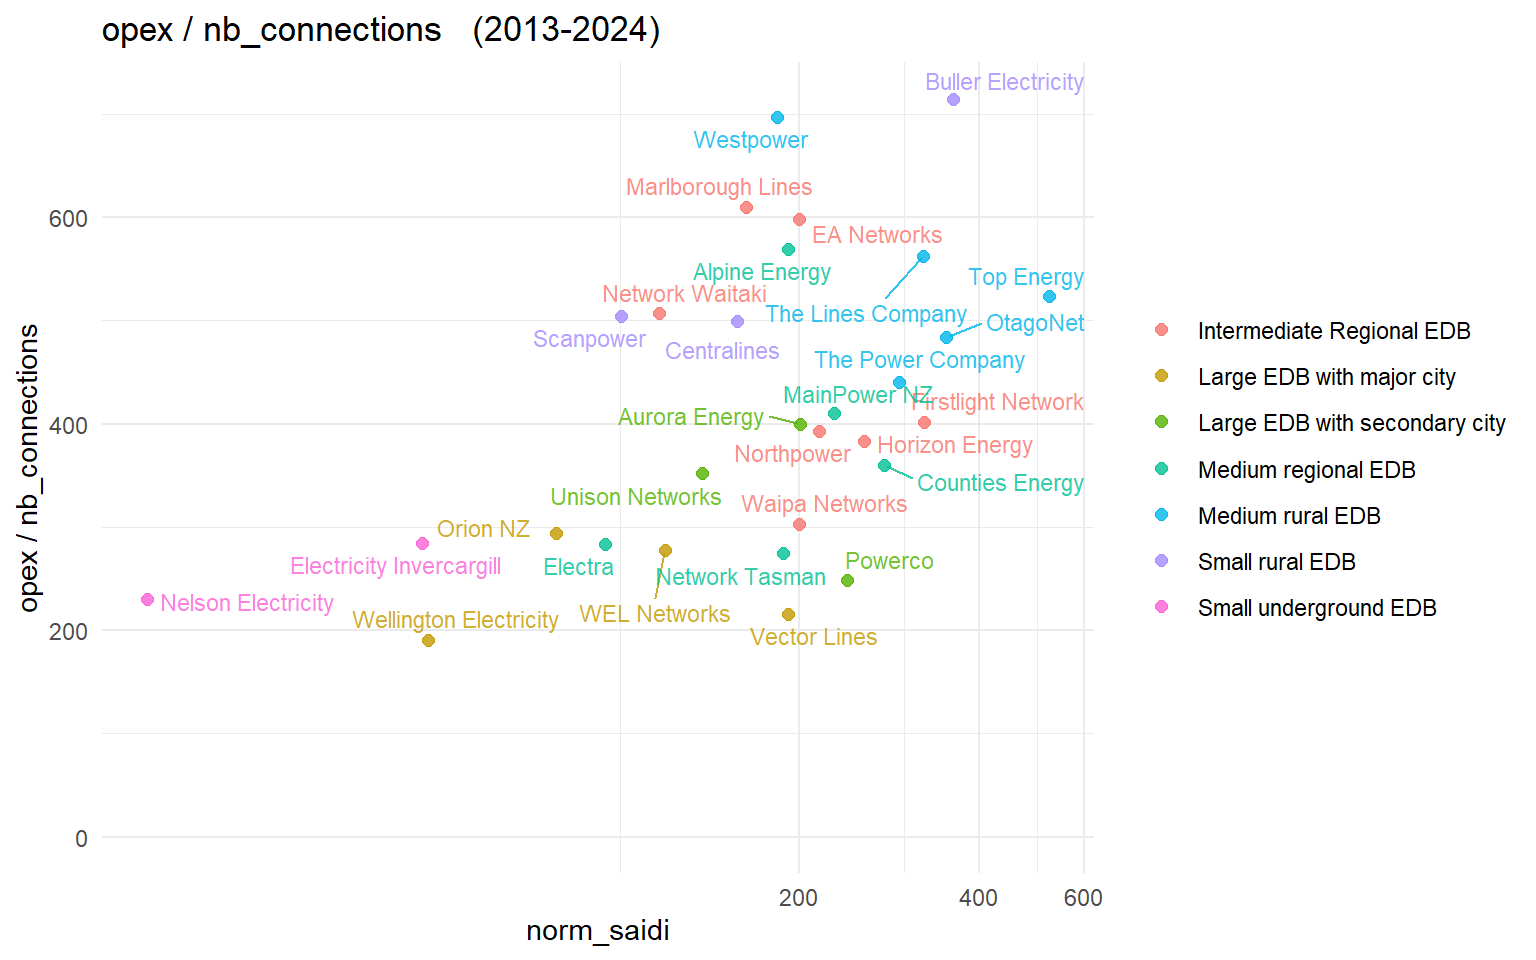 opex / nb_connections (2013-2024)
Buller Electricity
Westpower
Marlborough Lines
EA Networks
Alpine Energy
Top Energy
Network Waitaki
The Lines Company
OtagoNet
Scanpower
Centralines
The Power Company
MainPower NZ
Firstlight Network
Aurora Energy
Northpower
Horizon Energy
Counties Energy
Unison Networks
Waipa Networks
Orion NZ
Electricity Invercargill
Electra
Network Tasman
Powerco
Nelson Electricity
Wellington Electricity
WEL Networks
Vector Lines
600
400
200
0
opex / nb_connections
200
400
600
norm_saidi
Intermediate Regional EDB
Large EDB with major city
Large EDB with secondary city
Medium regional EDB
Medium rural EDB
Small rural EDB
Small underground EDB